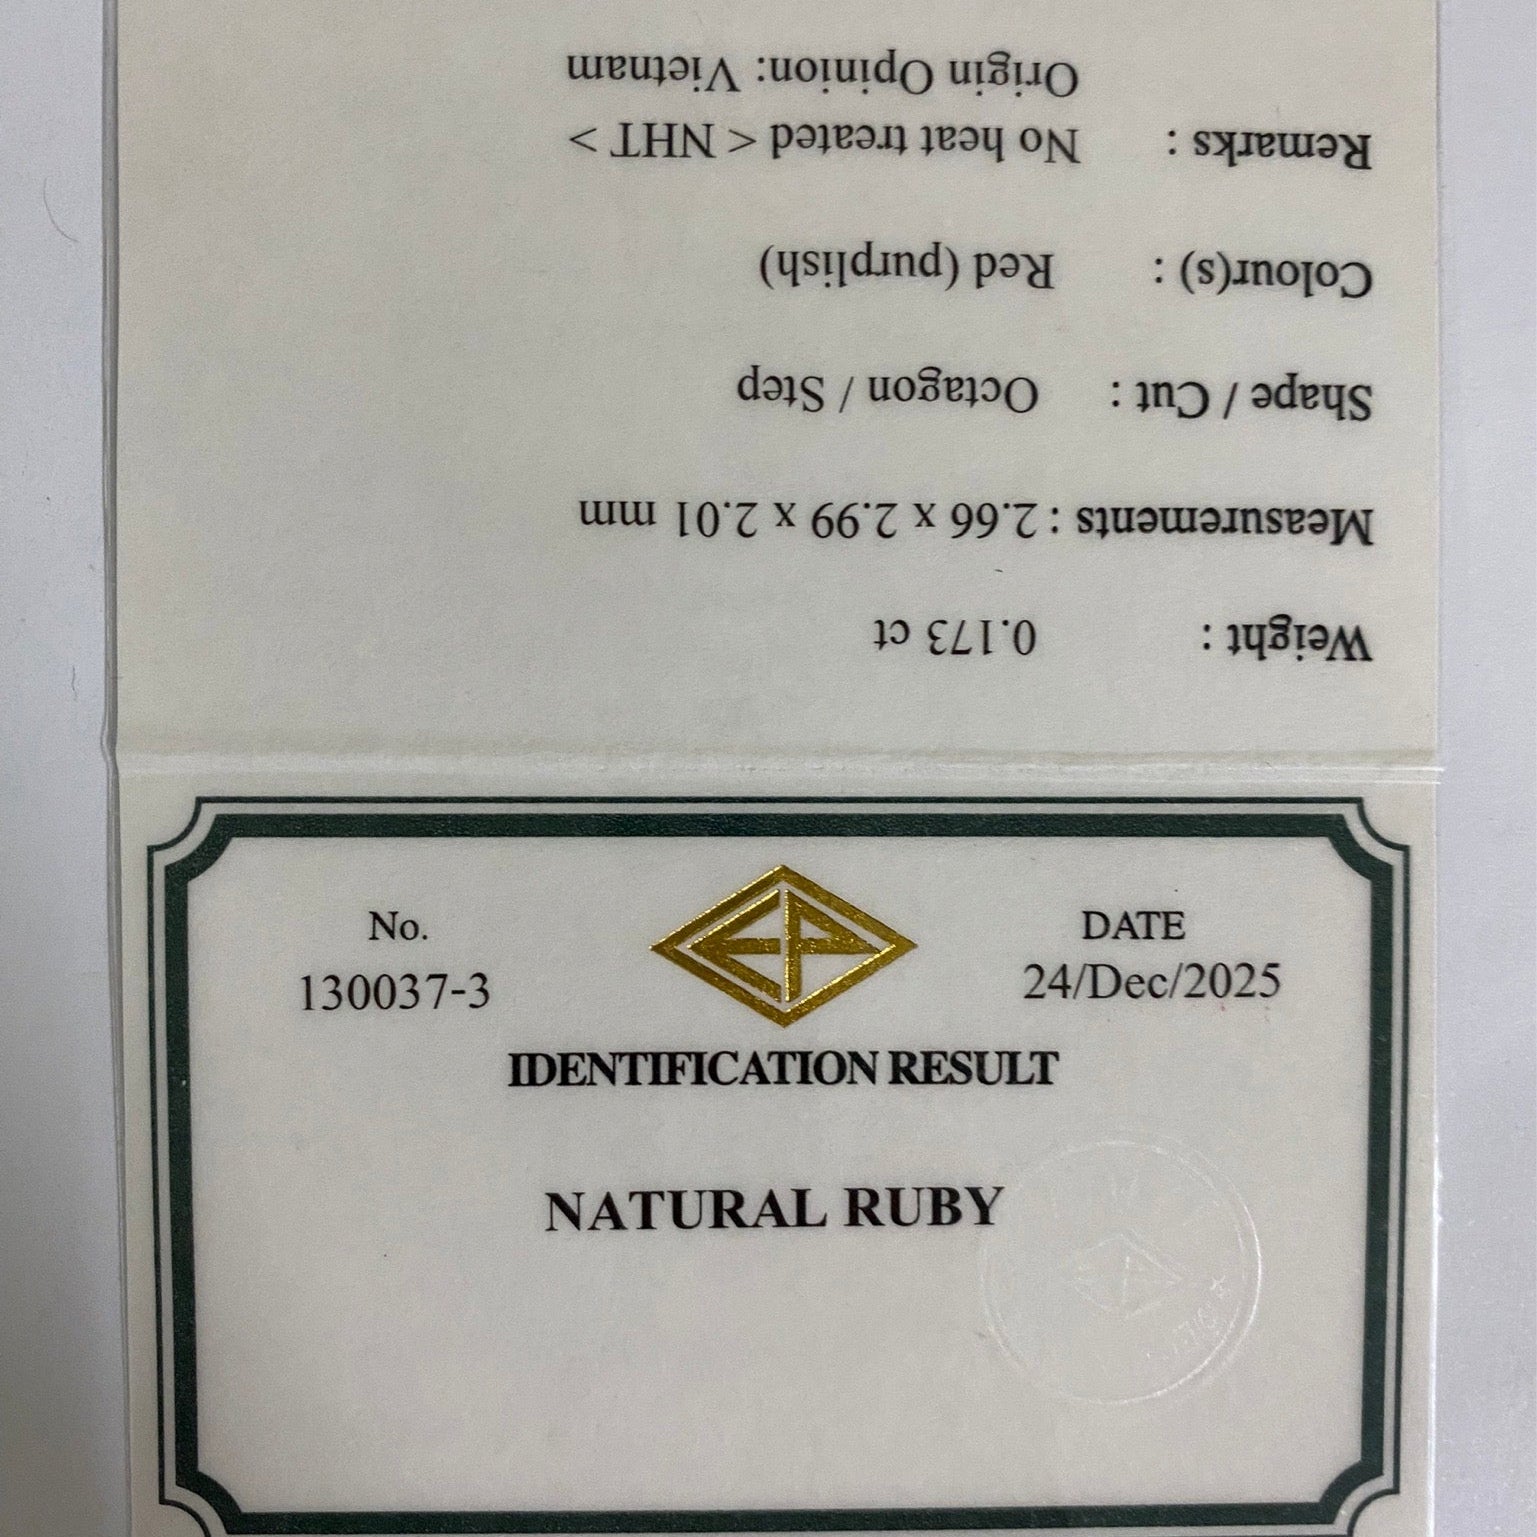 No.
130037-3
EP
DATE
24/Dec/2025
IDENTIFICATION RESULT
NATURAL RUBY
Weight : 0.173 ct
Measurements : 2.66 x 2.99 x 2.01 mm
Shape / Cut : Octagon / Step
Colour(s) : Red (purplish)
Remarks : No heat treated < NHT >
Origin Opinion: Vietnam